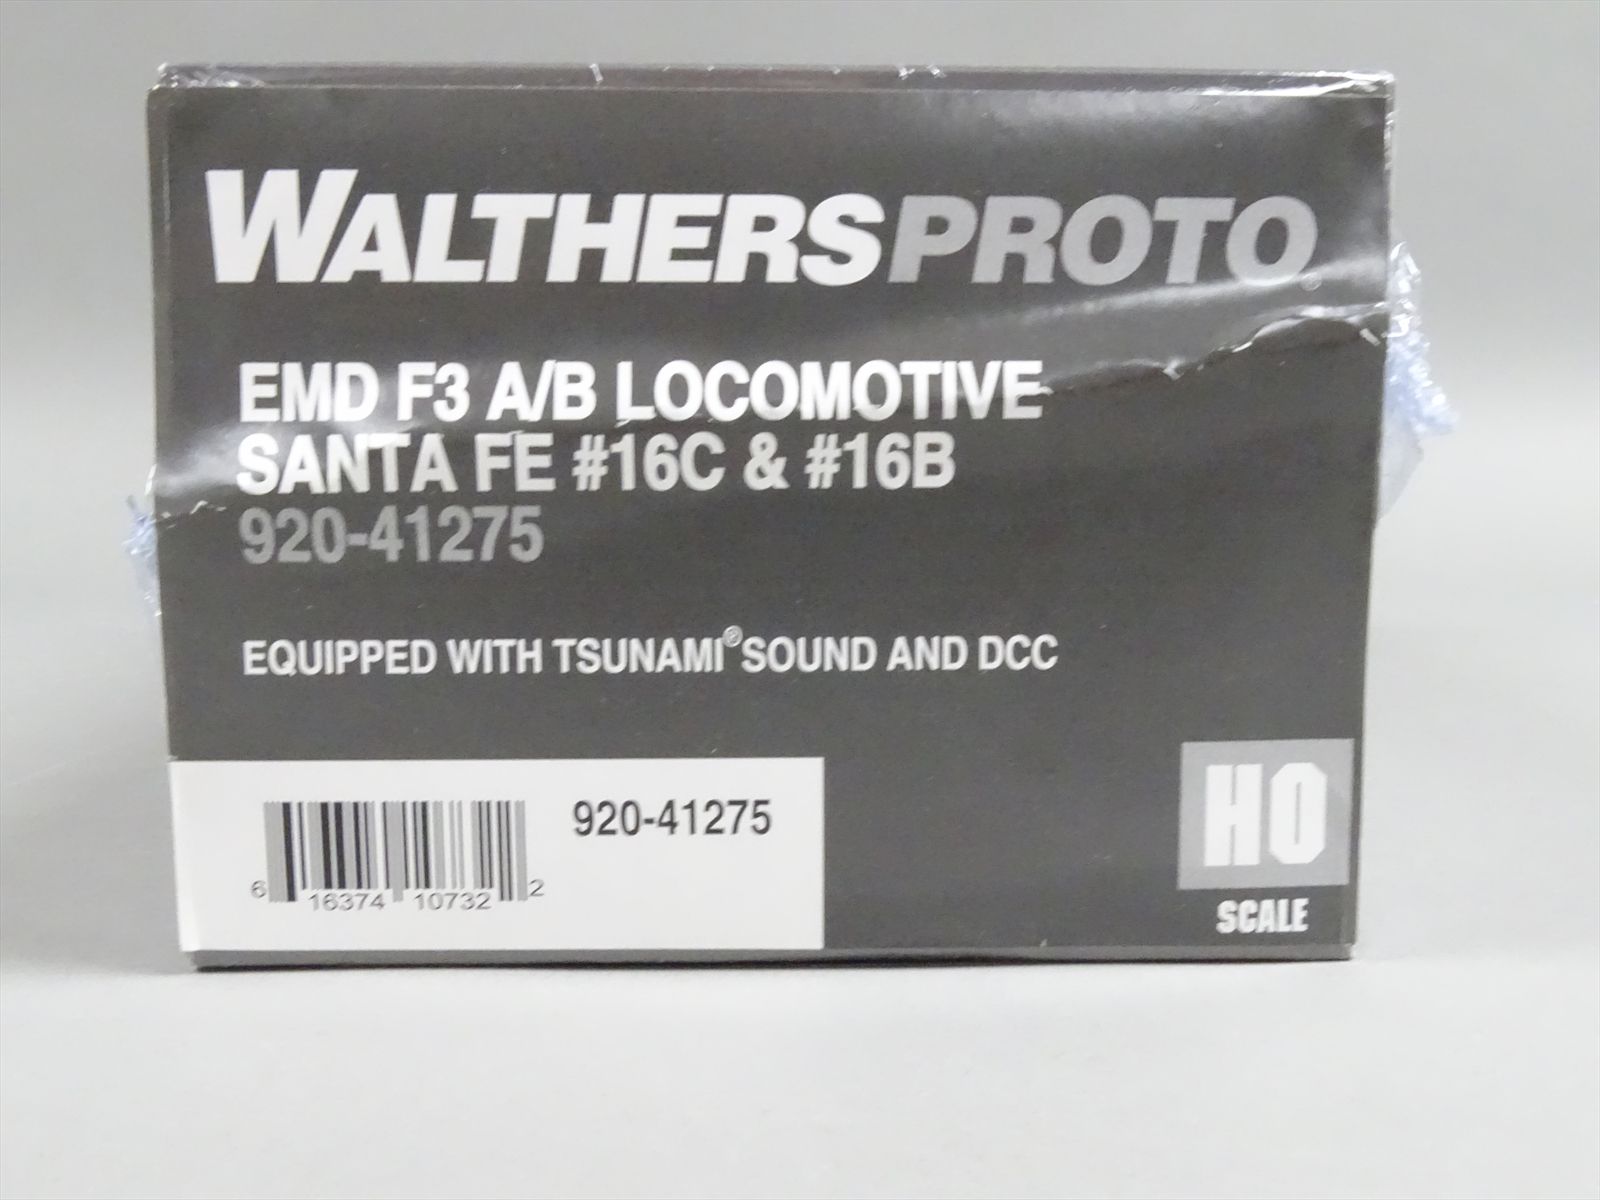 WALTHERSPROTO®
EMD F3 A/B LOCOMOTIVE
SANTA FE #16C & #16B
920-41275
EQUIPPED WITH TSUNAMI® SOUND AND DCC
920-41275
6 16374 10732 2
HO
SCALE